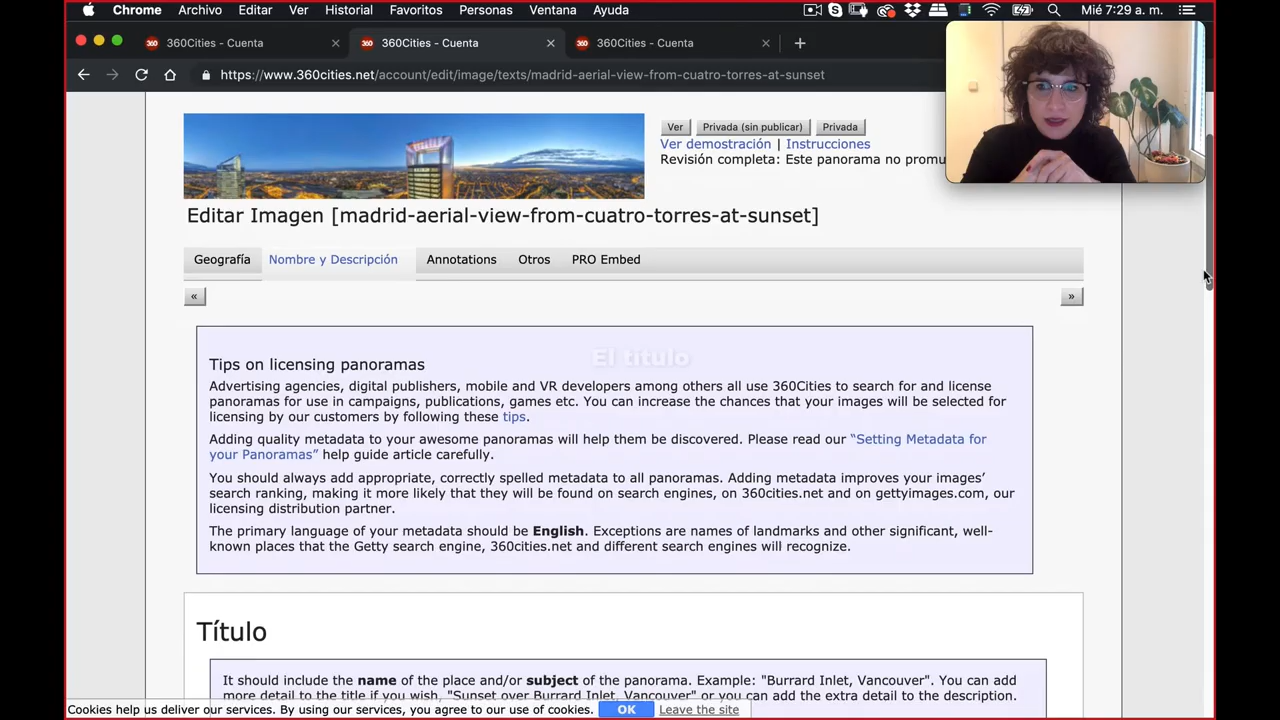 Chrome Archivo Editar Ver Historial Favoritos Personas Ventana Ayuda Mié 7:29 a. m.
360Cities - Cuenta 360Cities - Cuenta 360Cities - Cuenta
https://www.360cities.net/account/edit/image/texts/madrid-aerial-view-from-cuatro-torres-at-sunset
Ver Privada (sin publicar) Privada
Ver demostración | Instrucciones
Revisión completa: Este panorama no promu
Editar Imagen [madrid-aerial-view-from-cuatro-torres-at-sunset]
Geografía Nombre y Descripción Annotations Otros PRO Embed
« »
El título
Tips on licensing panoramas
Advertising agencies, digital publishers, mobile and VR developers among others all use 360Cities to search for and license
panoramas for use in campaigns, publications, games etc. You can increase the chances that your images will be selected for
licensing by our customers by following these tips.
Adding quality metadata to your awesome panoramas will help them be discovered. Please read our “Setting Metadata for
your Panoramas” help guide article carefully.
You should always add appropriate, correctly spelled metadata to all panoramas. Adding metadata improves your images’
search ranking, making it more likely that they will be found on search engines, on 360cities.net and on gettyimages.com, our
licensing distribution partner.
The primary language of your metadata should be English. Exceptions are names of landmarks and other significant, well-
known places that the Getty search engine, 360cities.net and different search engines will recognize.
Título
It should include the name of the place and/or subject of the panorama. Example: "Burrard Inlet, Vancouver". You can add
more detail to the title if you wish, "Sunset over Burrard Inlet, Vancouver" or you can add the extra detail to the description.
Cookies help us deliver our services. By using our services, you agree to our use of cookies. OK Leave the site